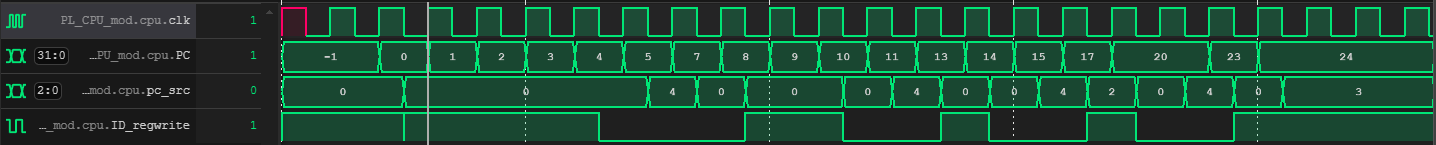 PL_CPU_mod.cpu.clk 1
31:0 …PU_mod.cpu.PC 1 -1 0 1 2 3 4 5 7 8 9 10 11 13 14 15 17 20 23 24
2:0 …mod.cpu.pc_src 0 0 0 4 0 0 0 4 0 0 4 2 0 4 0 3
…_mod.cpu.ID_regwrite 1